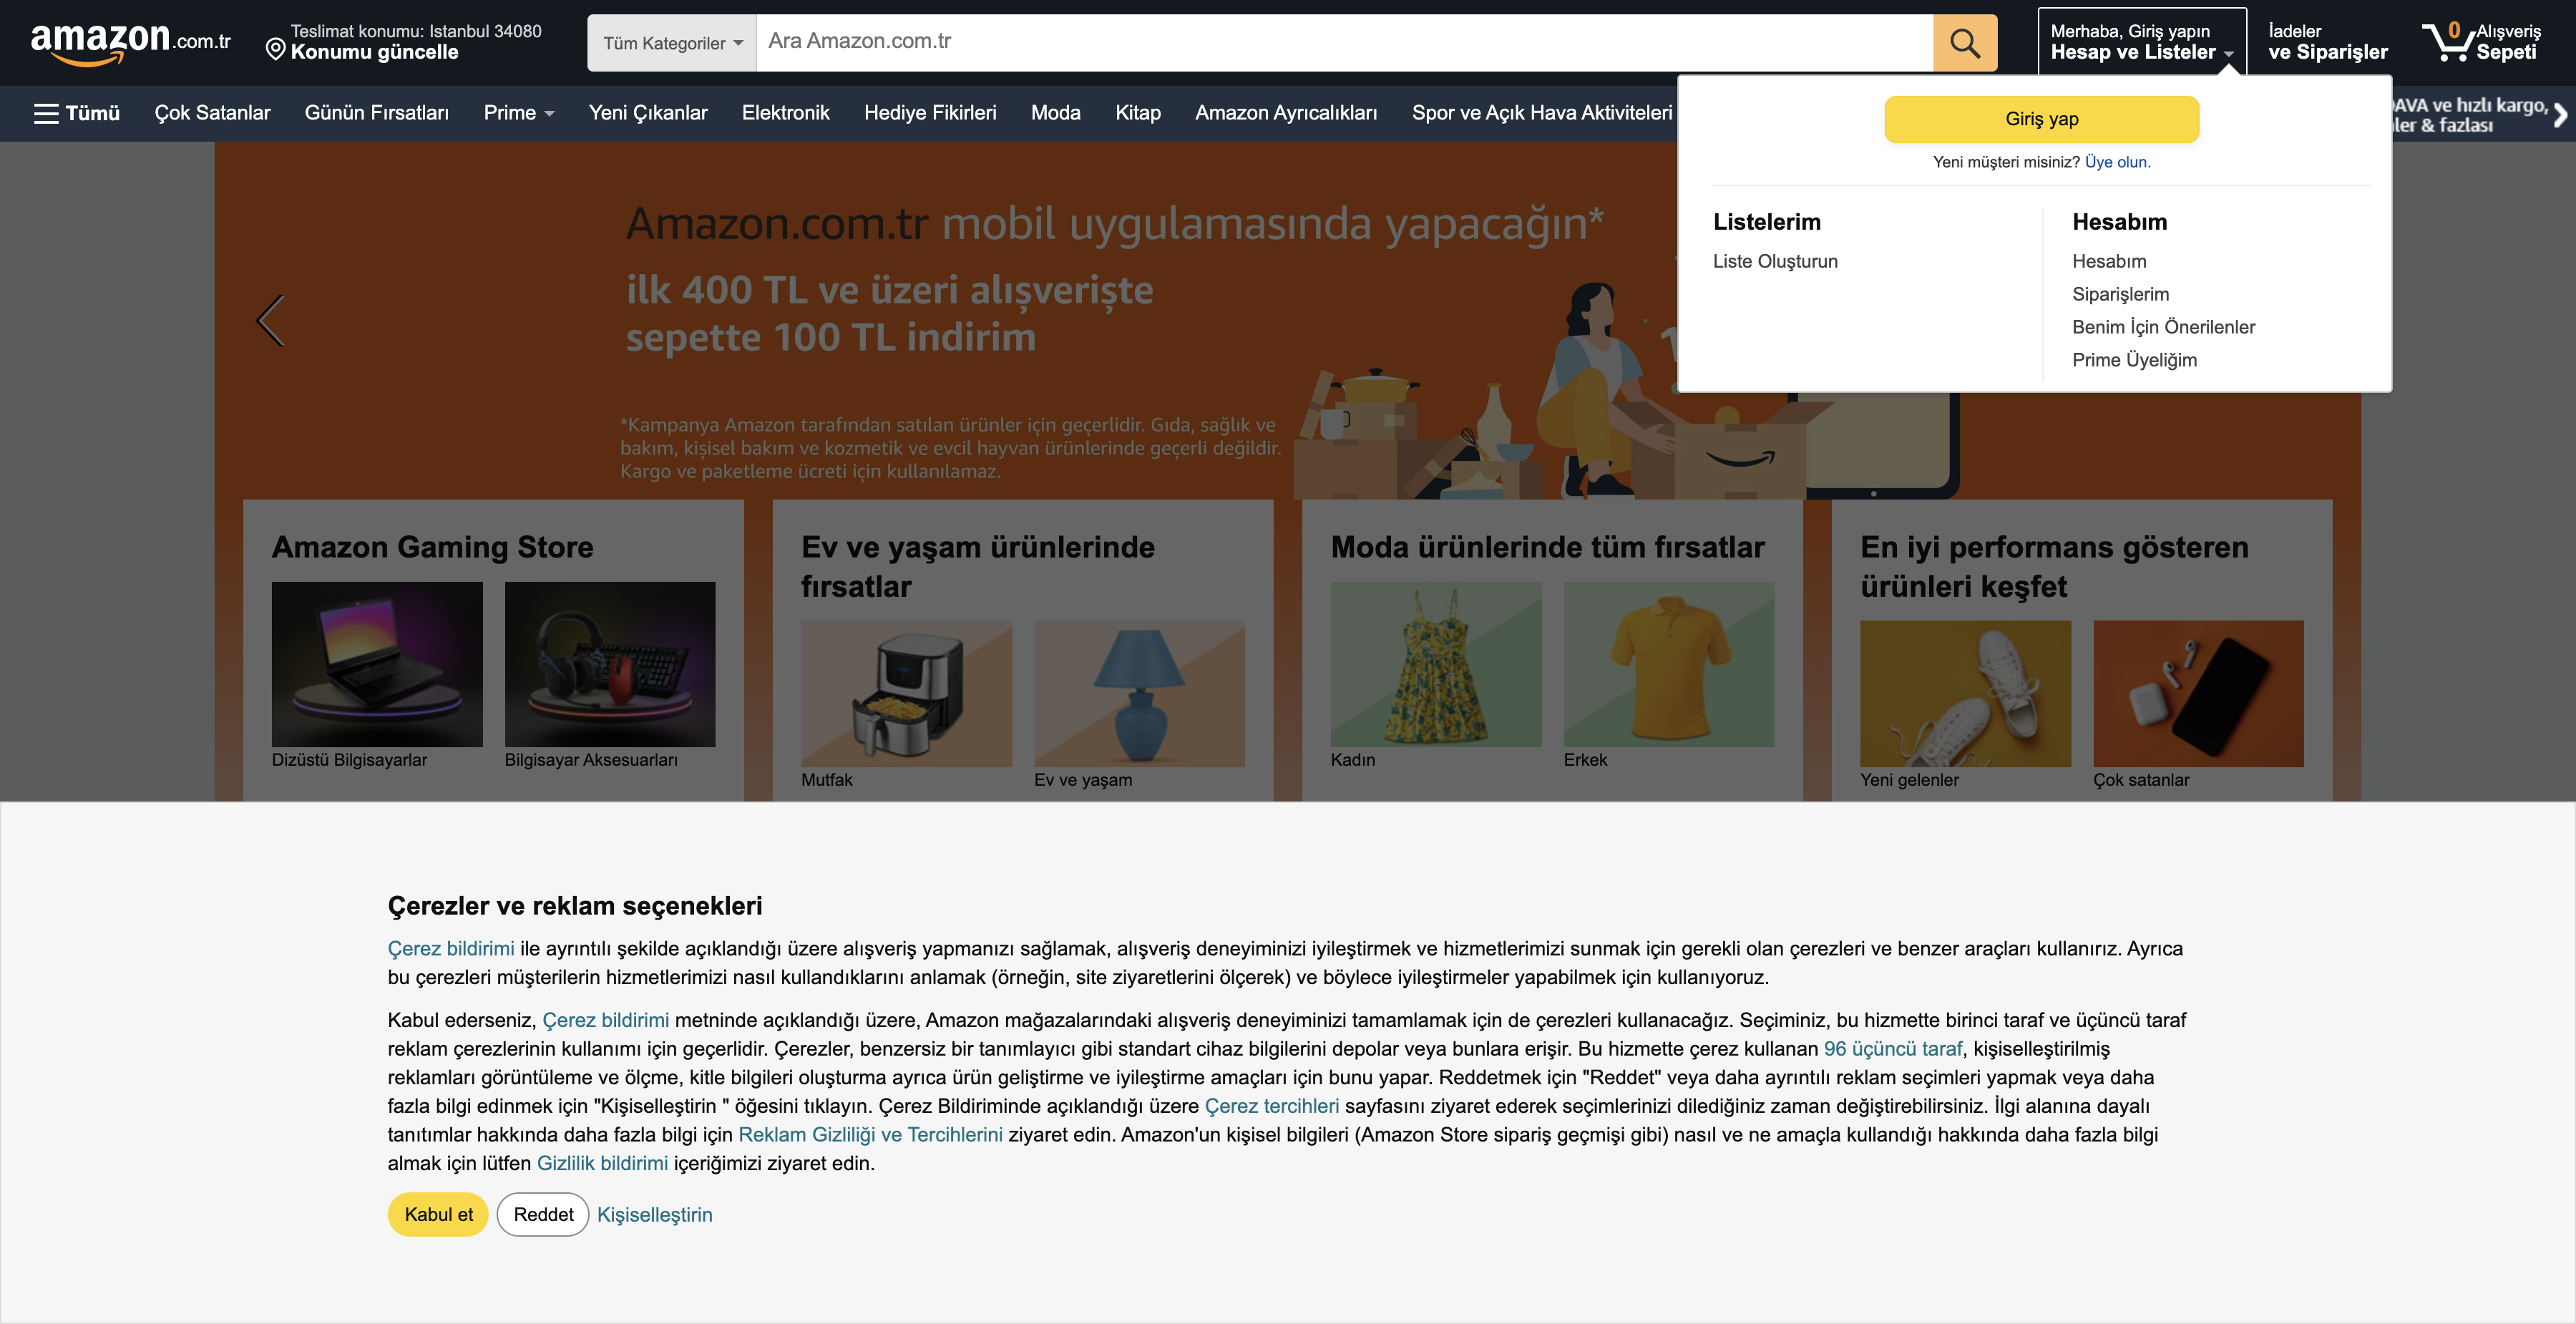 amazon.com.tr
Teslimat konumu: Istanbul 34080
Konumu güncelle
Tüm Kategoriler
Ara Amazon.com.tr
Merhaba, Giriş yapın
Hesap ve Listeler
İadeler
ve Siparişler
0
Alışveriş
Sepeti
Tümü
Çok Satanlar
Günün Fırsatları
Prime
Yeni Çıkanlar
Elektronik
Hediye Fikirleri
Moda
Kitap
Amazon Ayrıcalıkları
Spor ve Açık Hava Aktiviteleri
ve hızlı kargo,
& fazlası
Giriş yap
Yeni müşteri misiniz? Üye olun.
Listelerim
Liste Oluşturun
Hesabım
Hesabım
Siparişlerim
Benim İçin Önerilenler
Prime Üyeliğim
Amazon.com.tr mobil uygulamasında yapacağın*
ilk 400 TL ve üzeri alışverişte
sepette 100 TL indirim
*Kampanya Amazon tarafından satılan ürünler için geçerlidir. Gıda, sağlık ve
bakım, kişisel bakım ve kozmetik ve evcil hayvan ürünlerinde geçerli değildir.
Kargo ve paketleme ücreti için kullanılamaz.
Amazon Gaming Store
Dizüstü Bilgisayarlar
Bilgisayar Aksesuarları
Ev ve yaşam ürünlerinde
fırsatlar
Mutfak
Ev ve yaşam
Moda ürünlerinde tüm fırsatlar
Kadın
Erkek
En iyi performans gösteren
ürünleri keşfet
Yeni gelenler
Çok satanlar
Çerezler ve reklam seçenekleri
Çerez bildirimi ile ayrıntılı şekilde açıklandığı üzere alışveriş yapmanızı sağlamak, alışveriş deneyiminizi iyileştirmek ve hizmetlerimizi sunmak için gerekli olan çerezleri ve benzer araçları kullanırız. Ayrıca
bu çerezleri müşterilerin hizmetlerimizi nasıl kullandıklarını anlamak (örneğin, site ziyaretlerini ölçerek) ve böylece iyileştirmeler yapabilmek için kullanıyoruz.
Kabul ederseniz, Çerez bildirimi metninde açıklandığı üzere, Amazon mağazalarındaki alışveriş deneyiminizi tamamlamak için de çerezleri kullanacağız. Seçiminiz, bu hizmette birinci taraf ve üçüncü taraf
reklam çerezlerinin kullanımı için geçerlidir. Çerezler, benzersiz bir tanımlayıcı gibi standart cihaz bilgilerini depolar veya bunlara erişir. Bu hizmette çerez kullanan 96 üçüncü taraf, kişiselleştirilmiş
reklamları görüntüleme ve ölçme, kitle bilgileri oluşturma ayrıca ürün geliştirme ve iyileştirme amaçları için bunu yapar. Reddetmek için "Reddet" veya daha ayrıntılı reklam seçimleri yapmak veya daha
fazla bilgi edinmek için "Kişiselleştirin " öğesini tıklayın. Çerez Bildiriminde açıklandığı üzere Çerez tercihleri sayfasını ziyaret ederek seçimlerinizi dilediğiniz zaman değiştirebilirsiniz. İlgi alanına dayalı
tanıtımlar hakkında daha fazla bilgi için Reklam Gizliliği ve Tercihlerini ziyaret edin. Amazon'un kişisel bilgileri (Amazon Store sipariş geçmişi gibi) nasıl ve ne amaçla kullandığı hakkında daha fazla bilgi
almak için lütfen Gizlilik bildirimi içeriğimizi ziyaret edin.
Kabul et
Reddet
Kişiselleştirin